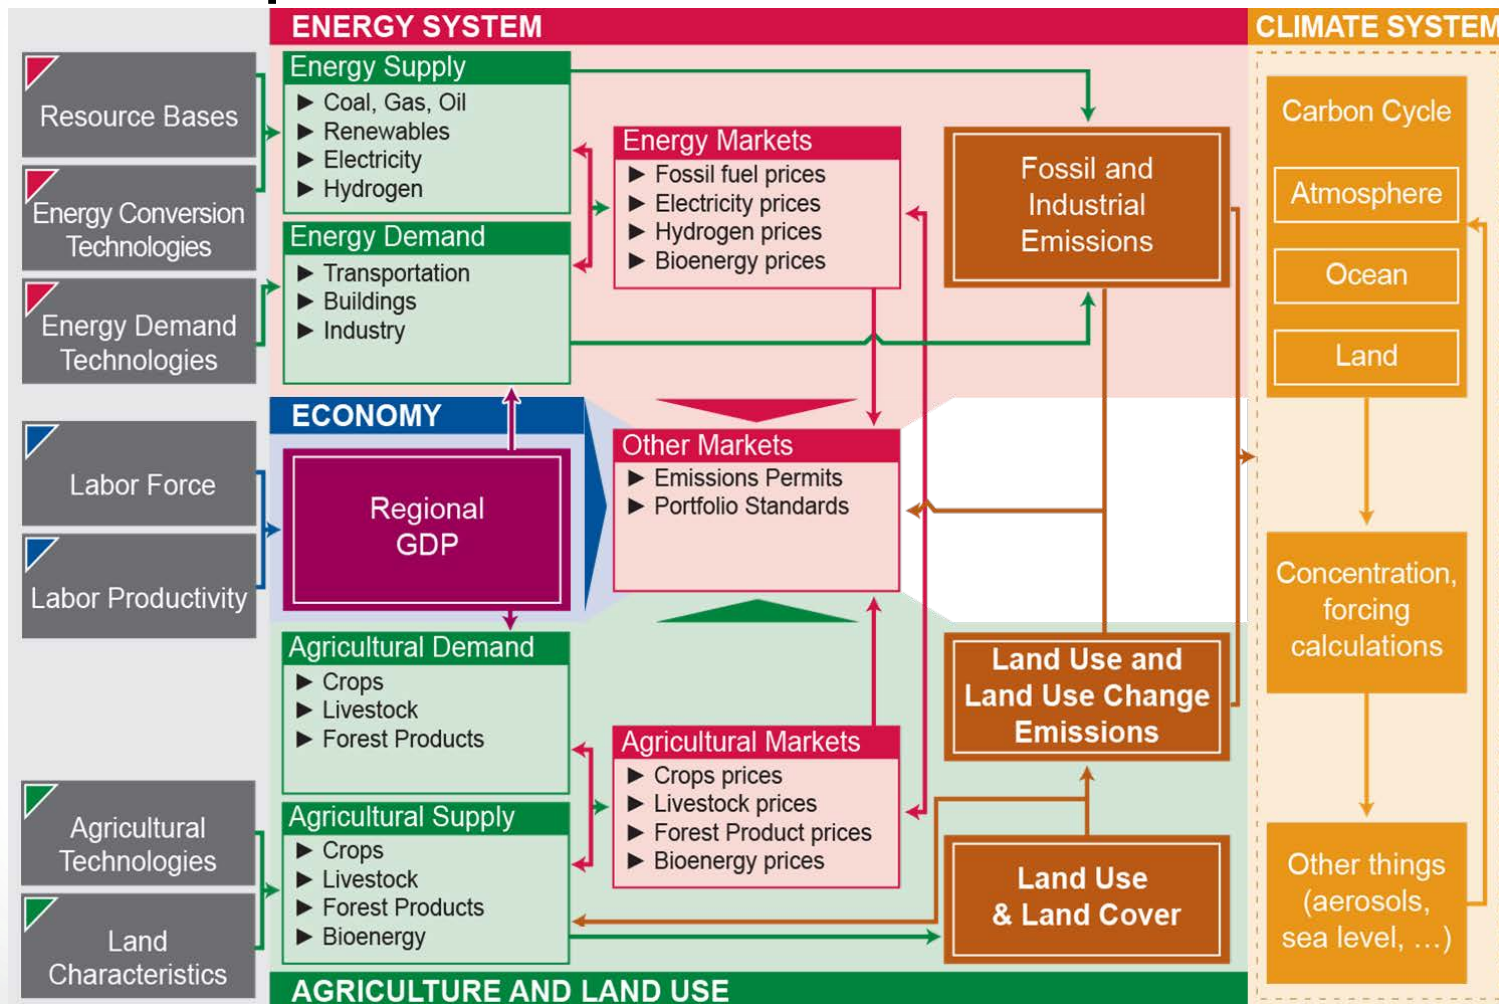 ENERGY SYSTEM
CLIMATE SYSTEM
Resource Bases
Energy Conversion
Technologies
Energy Demand
Technologies
Labor Force
Labor Productivity
Agricultural
Technologies
Land
Characteristics
Energy Supply
► Coal, Gas, Oil
► Renewables
► Electricity
► Hydrogen
Energy Demand
► Transportation
► Buildings
► Industry
Energy Markets
► Fossil fuel prices
► Electricity prices
► Hydrogen prices
► Bioenergy prices
Fossil and
Industrial
Emissions
ECONOMY
Regional
GDP
Other Markets
► Emissions Permits
► Portfolio Standards
Agricultural Demand
► Crops
► Livestock
► Forest Products
Agricultural Supply
► Crops
► Livestock
► Forest Products
► Bioenergy
Agricultural Markets
► Crops prices
► Livestock prices
► Forest Product prices
► Bioenergy prices
Land Use and
Land Use Change
Emissions
Land Use
& Land Cover
AGRICULTURE AND LAND USE
Carbon Cycle
Atmosphere
Ocean
Land
Concentration,
forcing
calculations
Other things
(aerosols,
sea level, …)